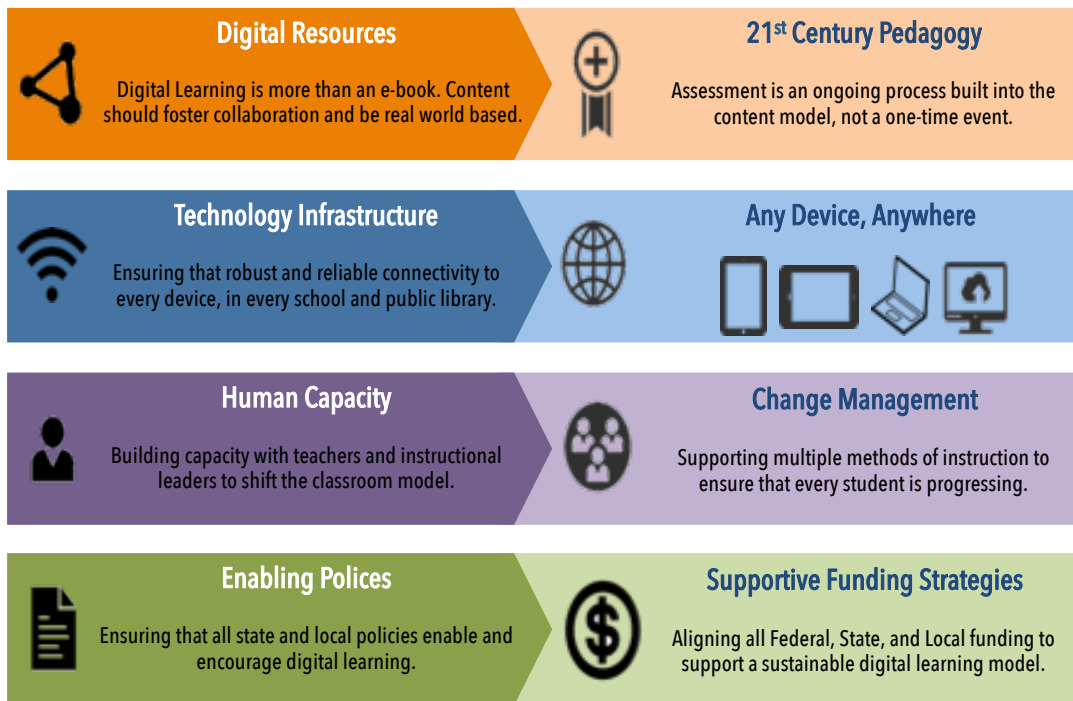 Digital Resources
Digital Learning is more than an e-book. Content
should foster collaboration and be real world based.
21st Century Pedagogy
Assessment is an ongoing process built into the
content model, not a one-time event.
Technology Infrastructure
Ensuring that robust and reliable connectivity to
every device, in every school and public library.
Any Device, Anywhere
Human Capacity
Building capacity with teachers and instructional
leaders to shift the classroom model.
Change Management
Supporting multiple methods of instruction to
ensure that every student is progressing.
Enabling Polices
Ensuring that all state and local policies enable and
encourage digital learning.
$
Supportive Funding Strategies
Aligning all Federal, State, and Local funding to
support a sustainable digital learning model.